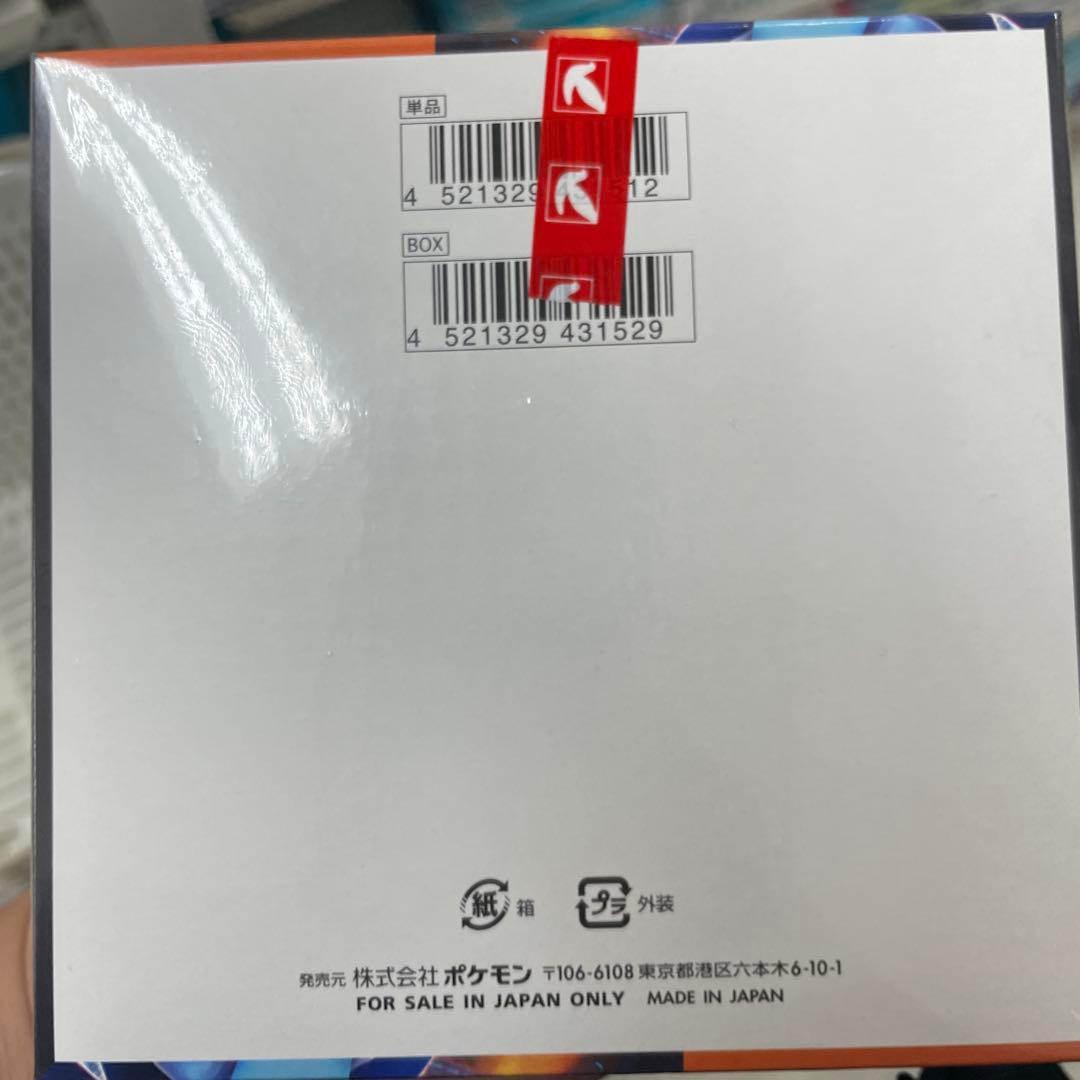 単品
4 521329 512
BOX
4 521329 431529
紙 箱
プラ 外装
発売元 株式会社 ポケモン 〒106-6108 東京都港区六本木6-10-1
FOR SALE IN JAPAN ONLY MADE IN JAPAN